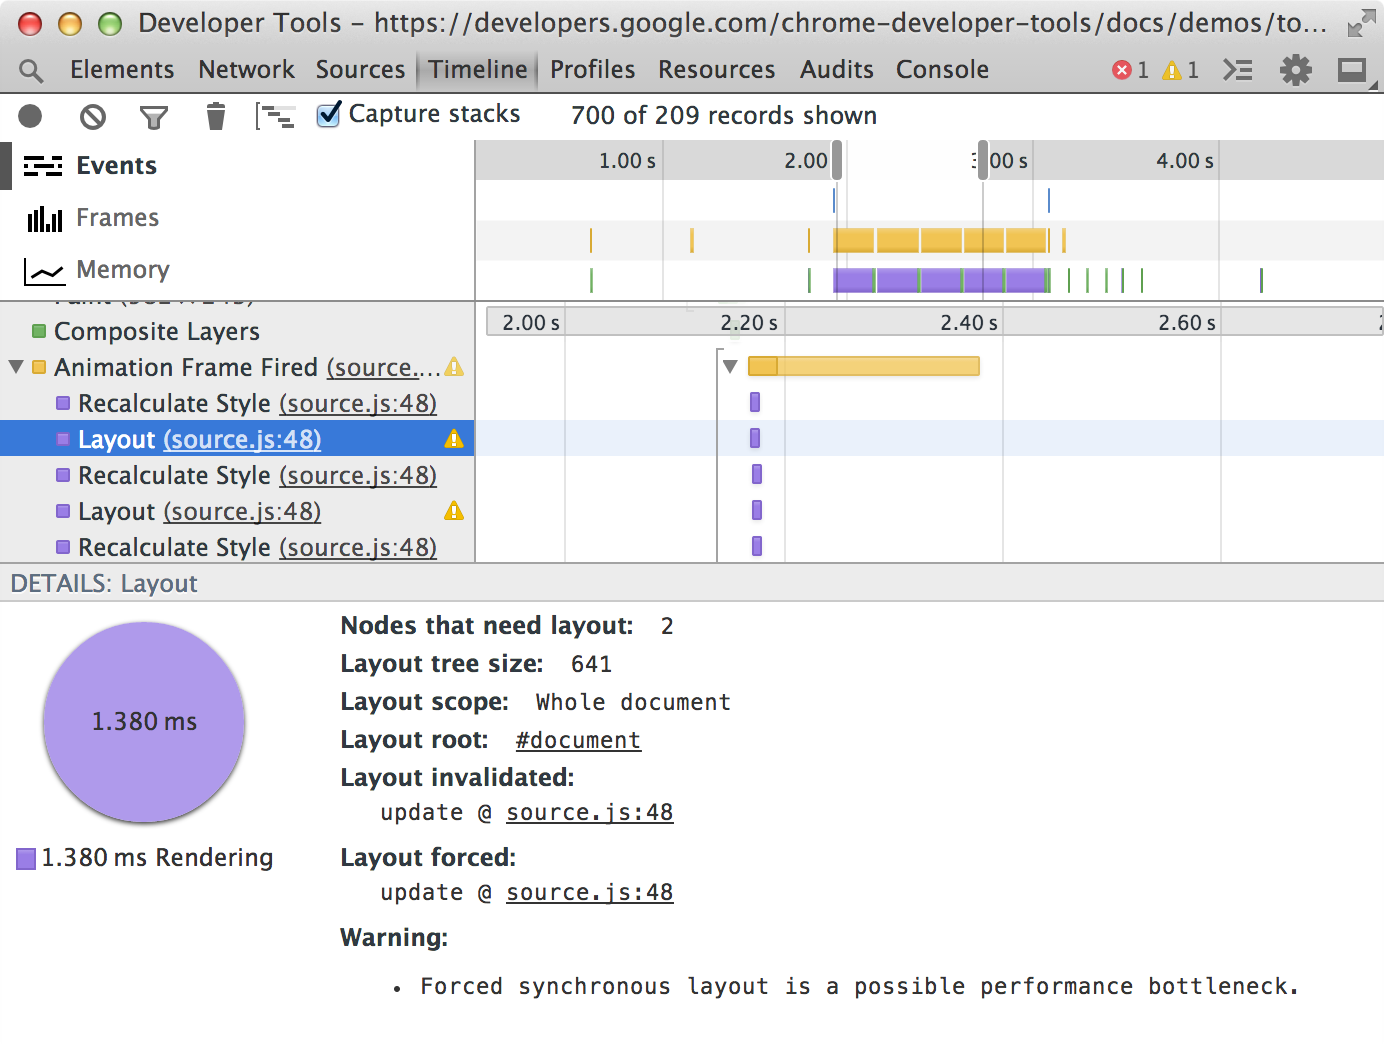 Developer Tools - https://developers.google.com/chrome-developer-tools/docs/demos/to...
Elements Network Sources Timeline Profiles Resources Audits Console 1 1
Capture stacks 700 of 209 records shown
Events
Frames
Memory
1.00 s 2.00 :00 s 4.00 s
2.00 s 2.20 s 2.40 s 2.60 s
Composite Layers
Animation Frame Fired (source....
Recalculate Style (source.js:48)
Layout (source.js:48)
Recalculate Style (source.js:48)
Layout (source.js:48)
Recalculate Style (source.js:48)
DETAILS: Layout
1.380 ms
1.380 ms Rendering
Nodes that need layout: 2
Layout tree size: 641
Layout scope: Whole document
Layout root: #document
Layout invalidated:
update @ source.js:48
Layout forced:
update @ source.js:48
Warning:
• Forced synchronous layout is a possible performance bottleneck.